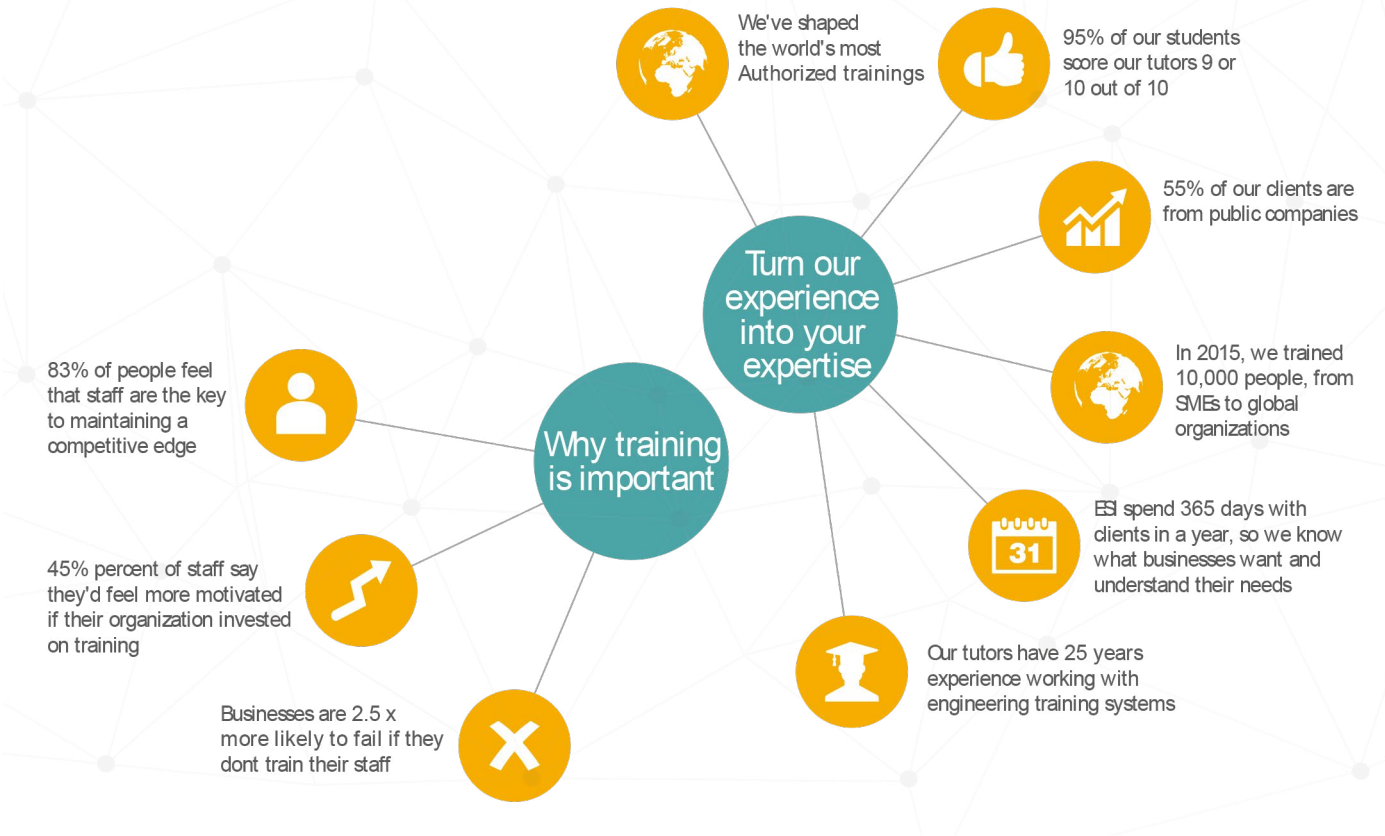 We've shaped
the world's most
Authorized trainings
95% of our students
score our tutors 9 or
10 out of 10
55% of our clients are
from public companies
Turn our
experience
into your
expertise
In 2015, we trained
10,000 people, from
SMEs to global
organizations
83% of people feel
that staff are the key
to maintaining a
competitive edge
Why training
is important
ESI spend 365 days with
clients in a year, so we know
what businesses want and
understand their needs
31
45% percent of staff say
they'd feel more motivated
if their organization invested
on training
Our tutors have 25 years
experience working with
engineering training systems
Businesses are 2.5 x
more likely to fail if they
dont train their staff